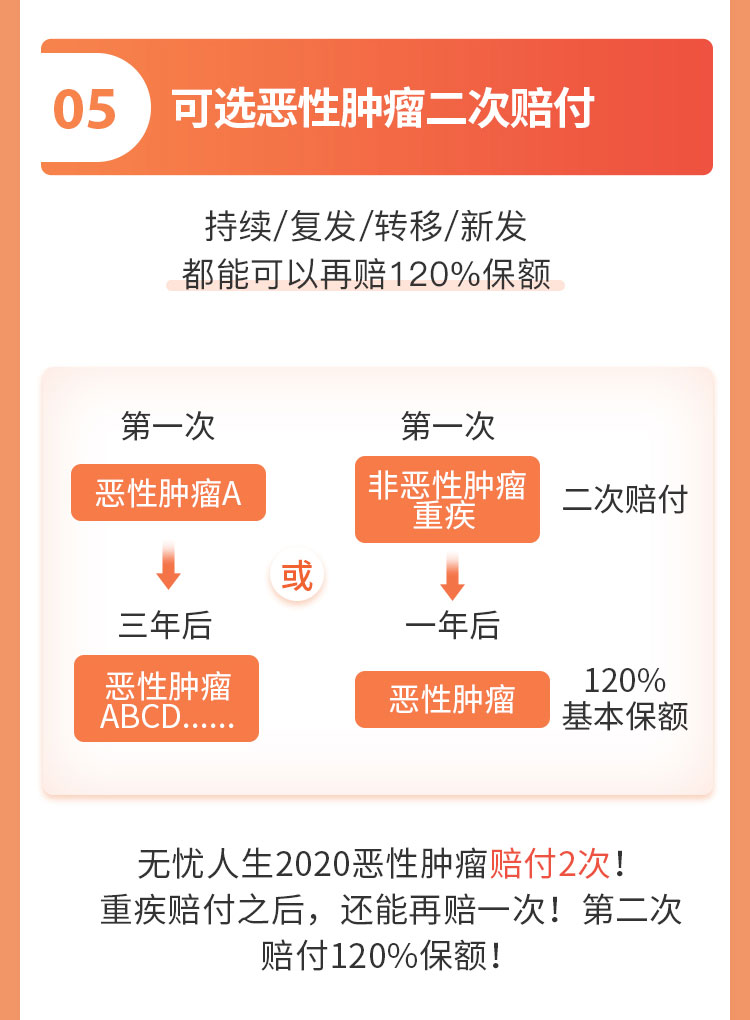 05
可选恶性肿瘤二次赔付
持续/复发/转移/新发
都能可以再赔120%保额
第一次
恶性肿瘤A
三年后
恶性肿瘤
ABCD......
或
第一次
非恶性肿瘤
重疾
一年后
恶性肿瘤
二次赔付
120%
基本保额
无忧人生2020恶性肿瘤赔付2次！
重疾赔付之后，还能再赔一次！第二次
赔付120%保额！